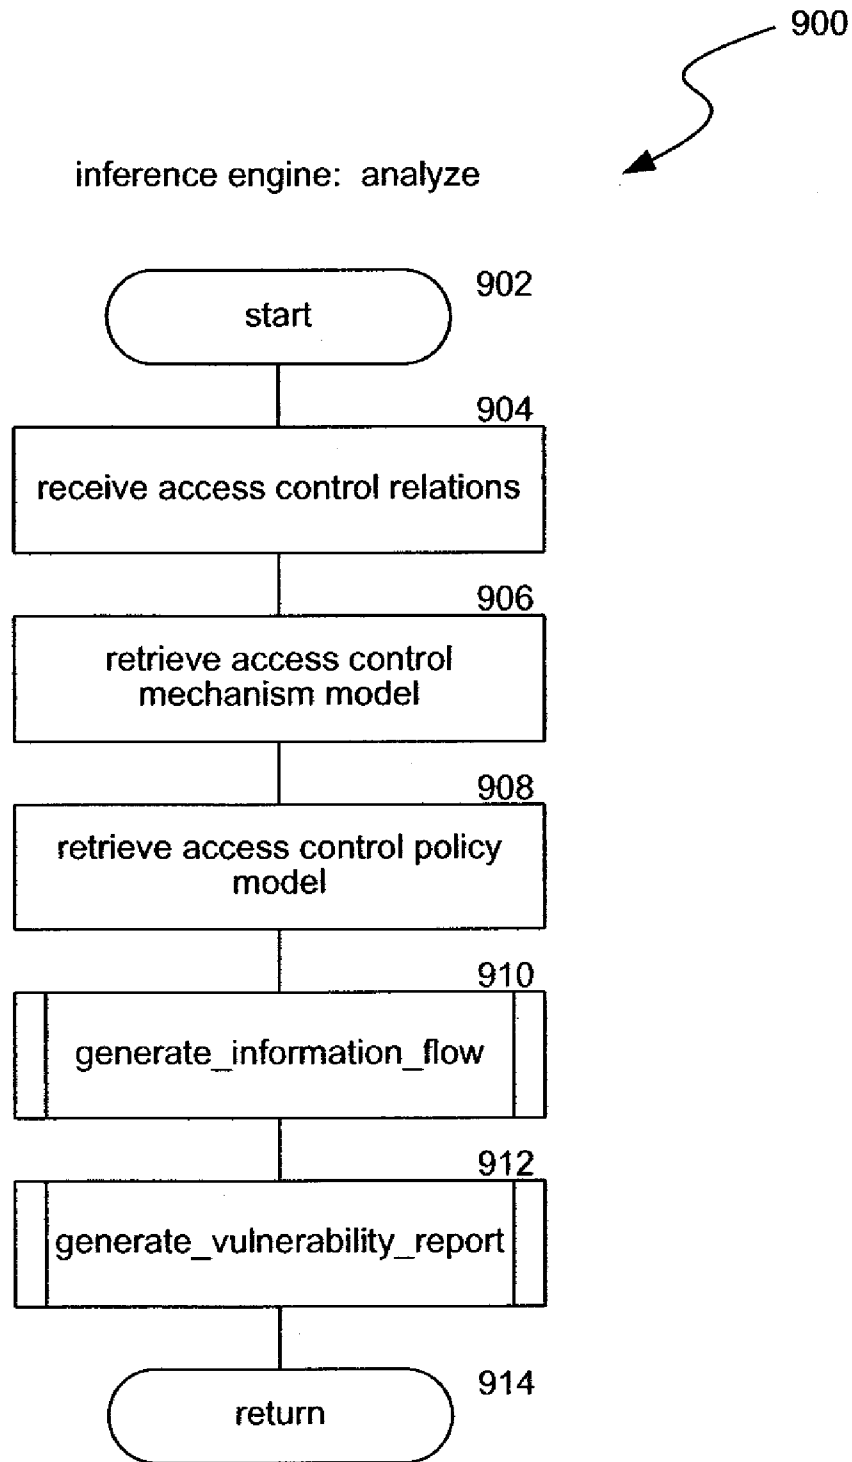 900
inference engine: analyze
902
start
904
receive access control relations
906
retrieve access control
mechanism model
908
retrieve access control policy
model
910
generate_information_flow
912
generate_vulnerability_report
914
return